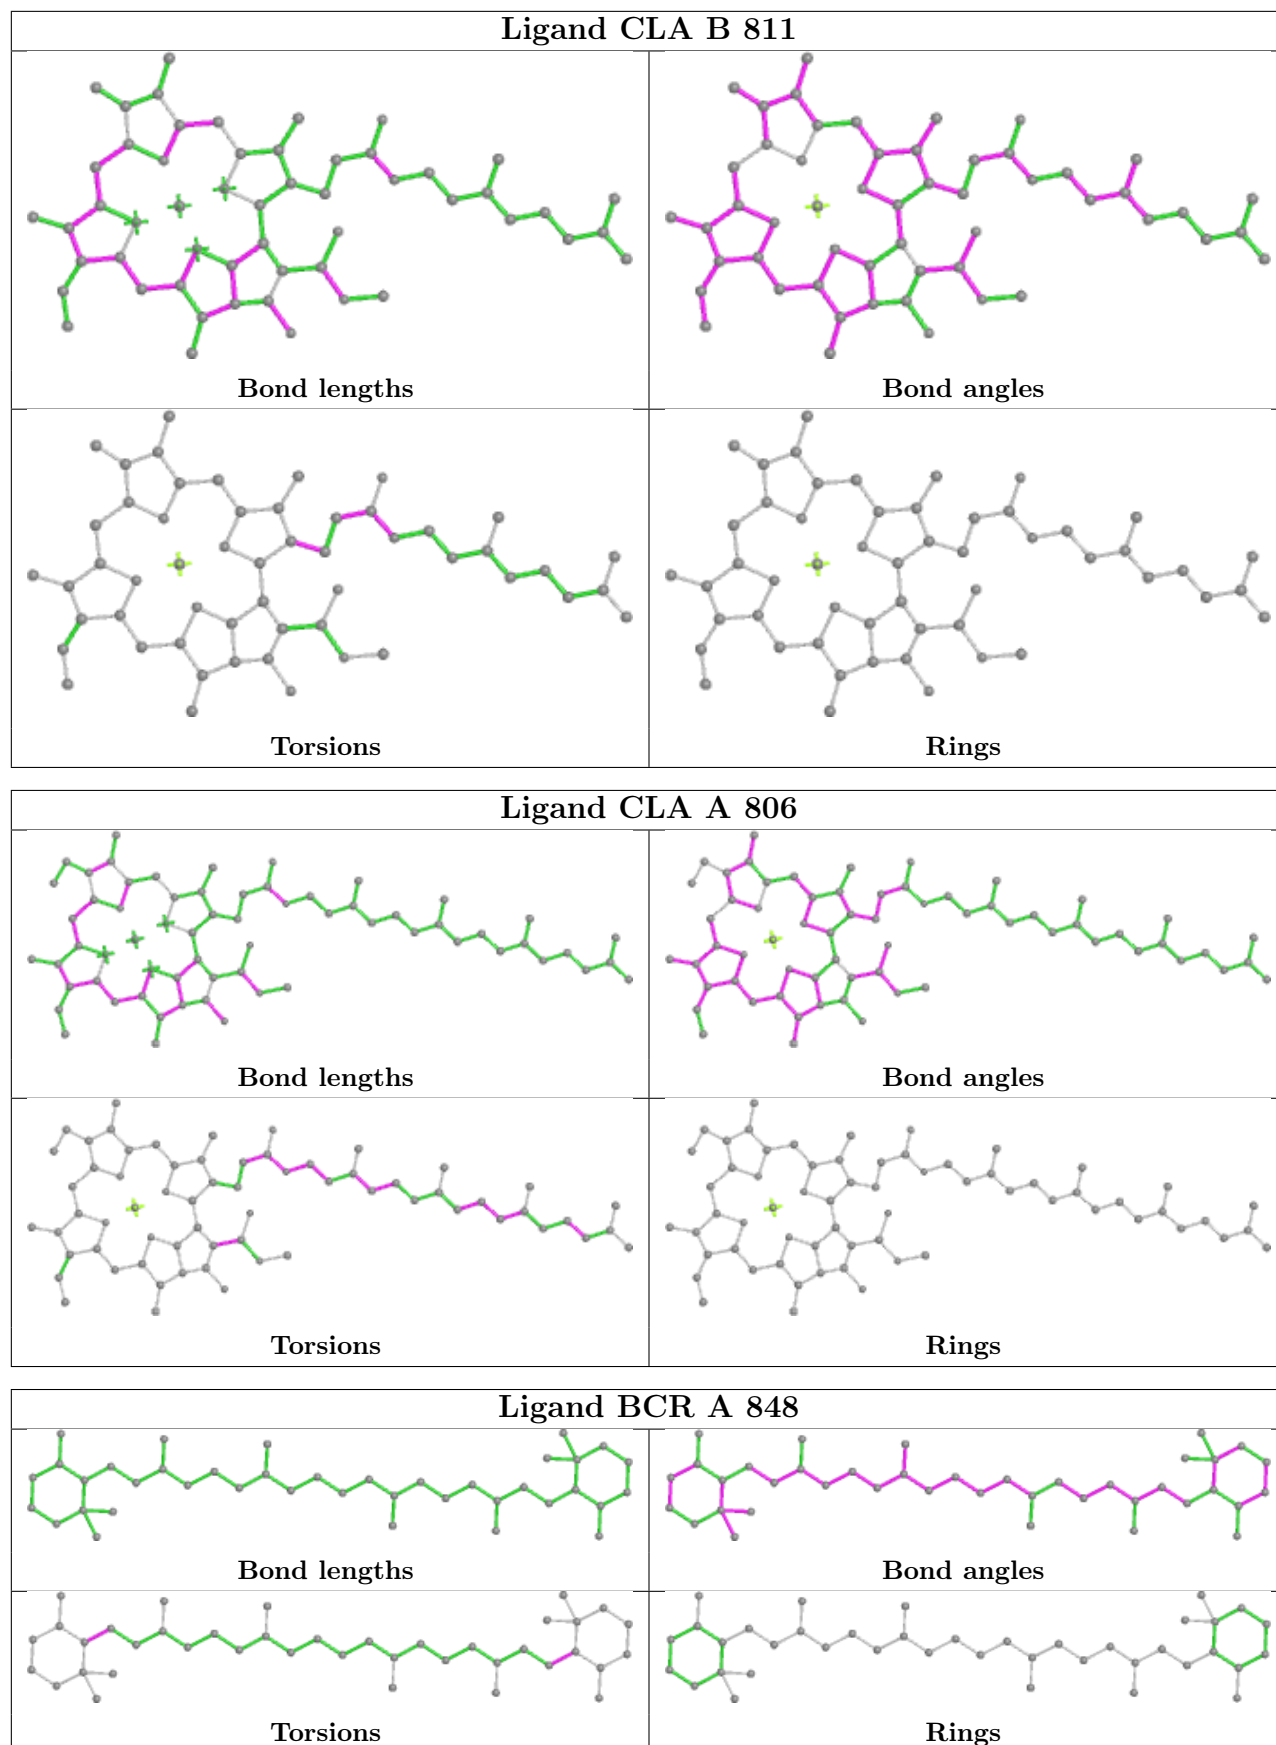 Ligand CLA B 811
Bond lengths
Bond angles
Torsions
Rings
Ligand CLA A 806
Bond lengths
Bond angles
Torsions
Rings
Ligand BCR A 848
Bond lengths
Bond angles
Torsions
Rings